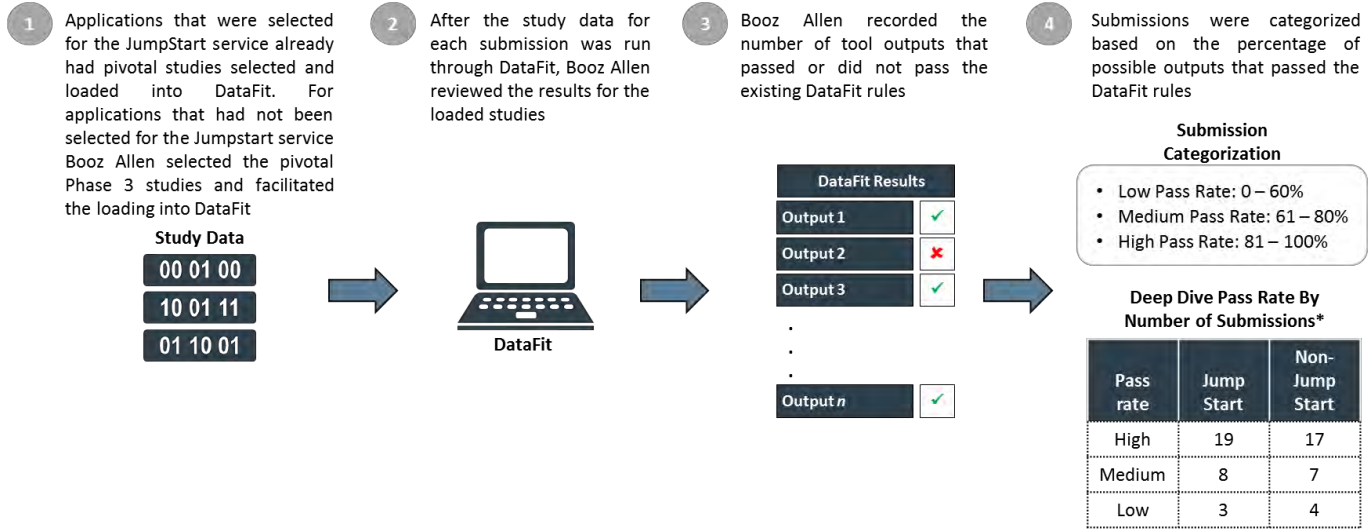 1
Applications that were selected
for the JumpStart service already
had pivotal studies selected and
loaded into DataFit. For
applications that had not been
selected for the Jumpstart service
Booz Allen selected the pivotal
Phase 3 studies and facilitated
the loading into DataFit
Study Data
00 01 00
10 01 11
01 10 01
2
After the study data for
each submission was run
through DataFit, Booz Allen
reviewed the results for the
loaded studies
DataFit
3
Booz Allen recorded the
number of tool outputs that
passed or did not pass the
existing DataFit rules
DataFit Results
Output 1 ✓
Output 2 ✘
Output 3 ✓
.
.
.
Output n ✓
4
Submissions were categorized
based on the percentage of
possible outputs that passed the
DataFit rules
Submission
Categorization
• Low Pass Rate: 0 – 60%
• Medium Pass Rate: 61 – 80%
• High Pass Rate: 81 – 100%
Deep Dive Pass Rate By
Number of Submissions*
Pass
rate
Jump
Start
Non-
Jump
Start
High 19 17
Medium 8 7
Low 3 4